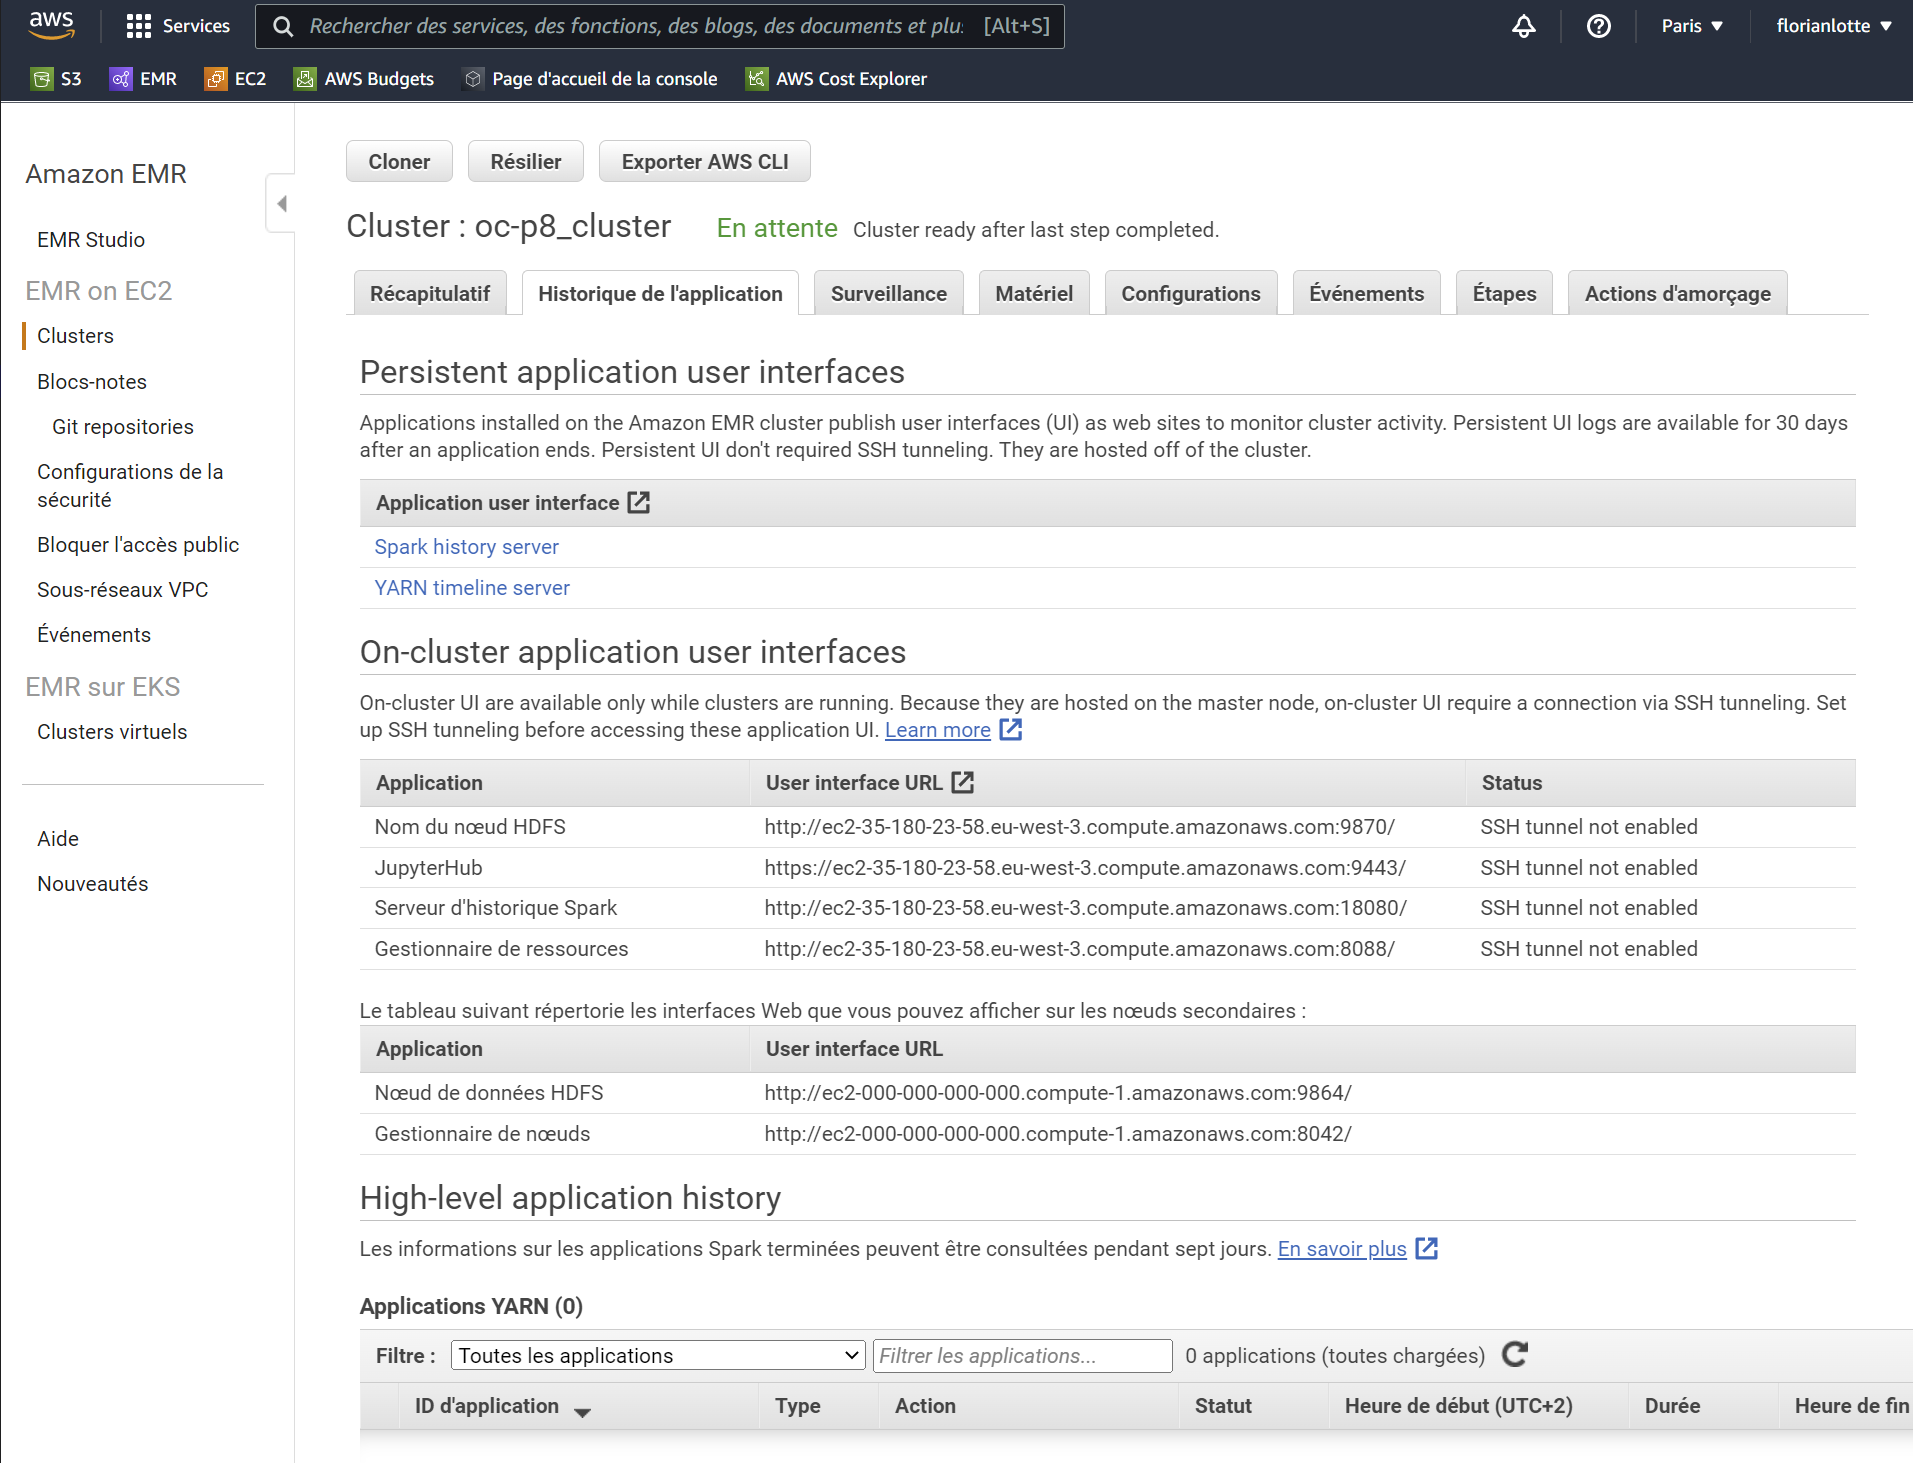 aws Services Rechercher des services, des fonctions, des blogs, des documents et plu: [Alt+S] Paris florianlotte
S3 EMR EC2 AWS Budgets Page d'accueil de la console AWS Cost Explorer
Amazon EMR
EMR Studio
EMR on EC2
Clusters
Blocs-notes
Git repositories
Configurations de la
sécurité
Bloquer l'accès public
Sous-réseaux VPC
Événements
EMR sur EKS
Clusters virtuels
Aide
Nouveautés
Cloner Résilier Exporter AWS CLI
Cluster : oc-p8_cluster En attente Cluster ready after last step completed.
Récapitulatif Historique de l'application Surveillance Matériel Configurations Événements Étapes Actions d'amorçage
Persistent application user interfaces
Applications installed on the Amazon EMR cluster publish user interfaces (UI) as web sites to monitor cluster activity. Persistent UI logs are available for 30 days
after an application ends. Persistent UI don't required SSH tunneling. They are hosted off of the cluster.
Application user interface
Spark history server
YARN timeline server
On-cluster application user interfaces
On-cluster UI are available only while clusters are running. Because they are hosted on the master node, on-cluster UI require a connection via SSH tunneling. Set
up SSH tunneling before accessing these application UI. Learn more
Application User interface URL Status
Nom du nœud HDFS http://ec2-35-180-23-58.eu-west-3.compute.amazonaws.com:9870/ SSH tunnel not enabled
JupyterHub https://ec2-35-180-23-58.eu-west-3.compute.amazonaws.com:9443/ SSH tunnel not enabled
Serveur d'historique Spark http://ec2-35-180-23-58.eu-west-3.compute.amazonaws.com:18080/ SSH tunnel not enabled
Gestionnaire de ressources http://ec2-35-180-23-58.eu-west-3.compute.amazonaws.com:8088/ SSH tunnel not enabled
Le tableau suivant répertorie les interfaces Web que vous pouvez afficher sur les nœuds secondaires :
Application User interface URL
Nœud de données HDFS http://ec2-000-000-000-000.compute-1.amazonaws.com:9864/
Gestionnaire de nœuds http://ec2-000-000-000-000.compute-1.amazonaws.com:8042/
High-level application history
Les informations sur les applications Spark terminées peuvent être consultées pendant sept jours. En savoir plus
Applications YARN (0)
Filtre : Toutes les applications Filtrer les applications... 0 applications (toutes chargées)
ID d'application Type Action Statut Heure de début (UTC+2) Durée Heure de fin